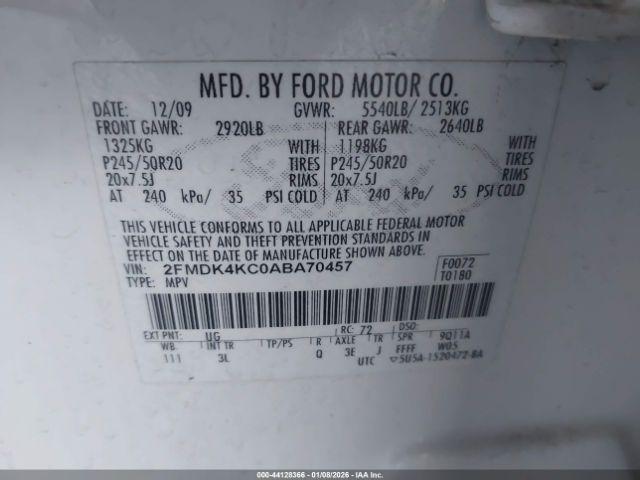 MFD. BY FORD MOTOR CO.
DATE: 12/09 GVWR: 5540LB/ 2513KG
FRONT GAWR: 2920LB REAR GAWR: 2640LB
1325KG WITH 1198KG WITH
P245/50R20 TIRES P245/50R20 TIRES
20x7.5J RIMS 20x7.5J RIMS
AT 240 kPa/ 35 PSI COLD AT 240 kPa/ 35 PSI COLD
THIS VEHICLE CONFORMS TO ALL APPLICABLE FEDERAL MOTOR
VEHICLE SAFETY AND THEFT PREVENTION STANDARDS IN
EFFECT ON THE DATE OF MANUFACTURE SHOWN ABOVE.
VIN: 2FMDK4KC0ABA70457 F0072
TYPE: MPV T0180
EXT PNT: UG RC: 72 DSO:
WB INT TR TP/PS R AXLE TR SPR 9Q11A
111 3L Q 3E J FFFF W05
UTC ▽5U5A-1520472-BA
000-44128366 | 01/08/2026 | IAA Inc.